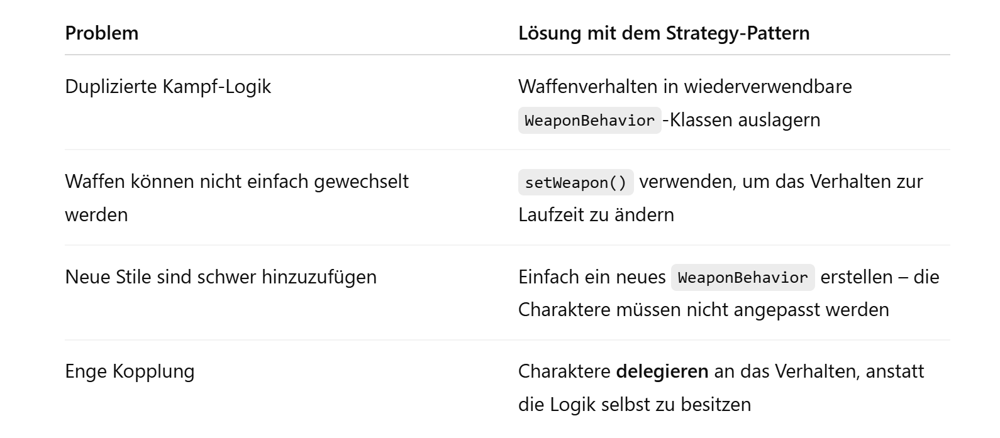 Problem
Lösung mit dem Strategy-Pattern
Duplizierte Kampf-Logik
Waffenverhalten in wiederverwendbare
WeaponBehavior-Klassen auslagern
Waffen können nicht einfach gewechselt
werden
setWeapon() verwenden, um das Verhalten zur
Laufzeit zu ändern
Neue Stile sind schwer hinzuzufügen
Einfach ein neues WeaponBehavior erstellen – die
Charaktere müssen nicht angepasst werden
Enge Kopplung
Charaktere delegieren an das Verhalten, anstatt
die Logik selbst zu besitzen